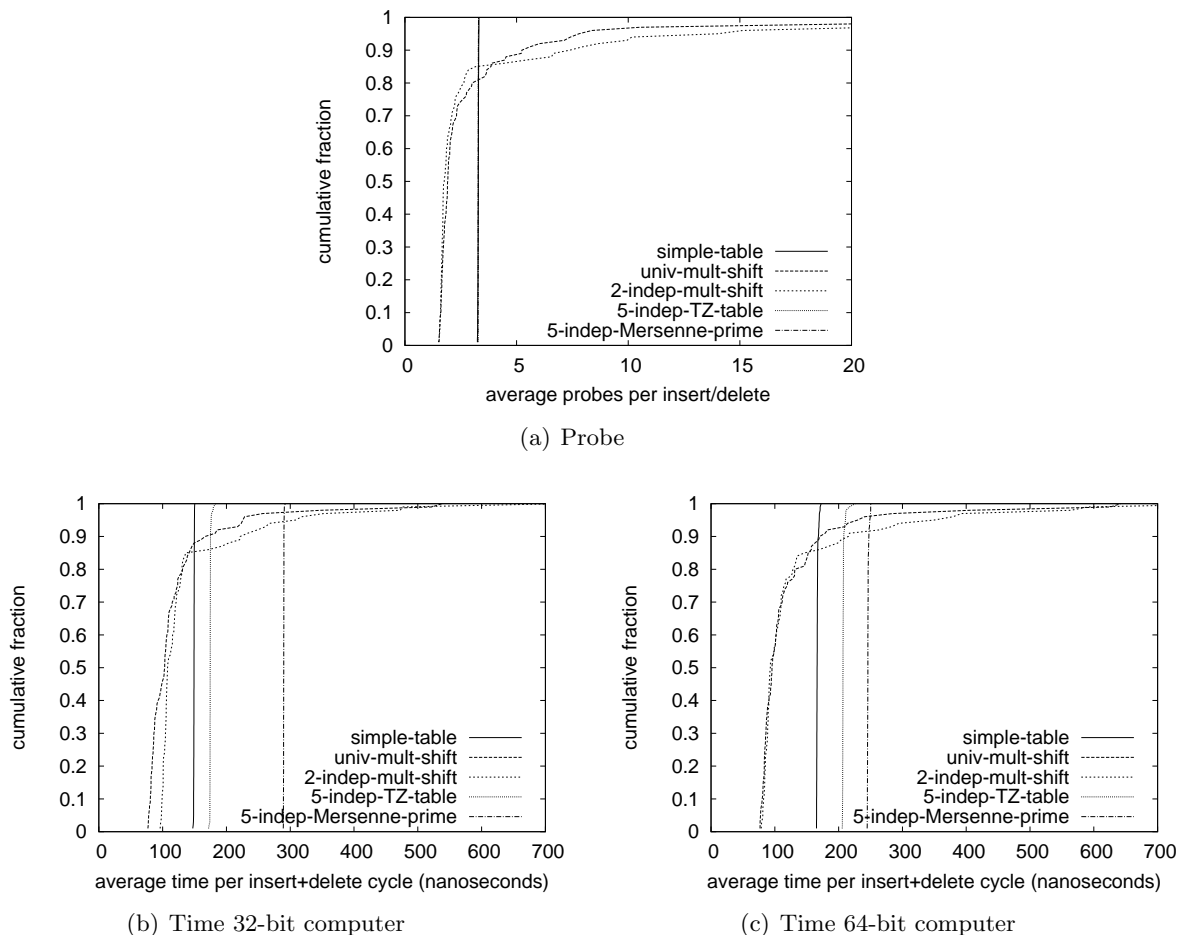 1
0.9
0.8
0.7
0.6
0.5
0.4
0.3
0.2
0.1
0
cumulative fraction
simple-table
univ-mult-shift
2-indep-mult-shift
5-indep-TZ-table
5-indep-Mersenne-prime
0 5 10 15 20
average probes per insert/delete
(a) Probe
1
0.9
0.8
0.7
0.6
0.5
0.4
0.3
0.2
0.1
0
cumulative fraction
simple-table
univ-mult-shift
2-indep-mult-shift
5-indep-TZ-table
5-indep-Mersenne-prime
0 100 200 300 400 500 600 700
average time per insert+delete cycle (nanoseconds)
(b) Time 32-bit computer
1
0.9
0.8
0.7
0.6
0.5
0.4
0.3
0.2
0.1
0
cumulative fraction
simple-table
univ-mult-shift
2-indep-mult-shift
5-indep-TZ-table
5-indep-Mersenne-prime
0 100 200 300 400 500 600 700
average time per insert+delete cycle (nanoseconds)
(c) Time 64-bit computer